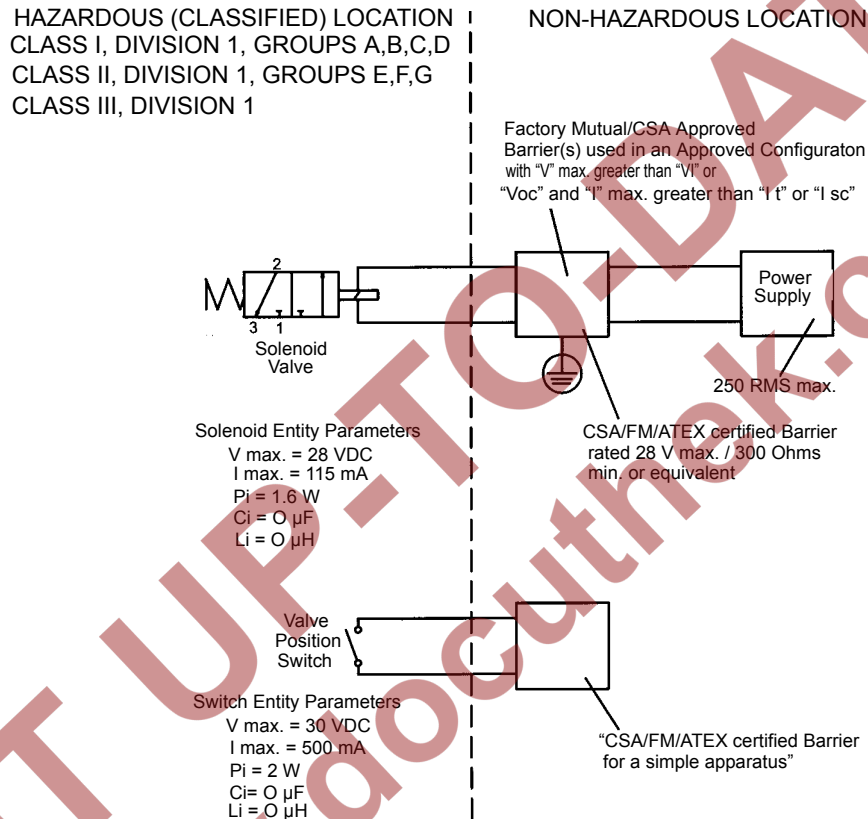 HAZARDOUS (CLASSIFIED) LOCATION
CLASS I, DIVISION 1, GROUPS A,B,C,D
CLASS II, DIVISION 1, GROUPS E,F,G
CLASS III, DIVISION 1
NON-HAZARDOUS LOCATION
Factory Mutual/CSA Approved
Barrier(s) used in an Approved Configuraton
with "V" max. greater than "VI" or
"Voc" and "I" max. greater than "I t" or "I sc"
2
3 1
Solenoid
Valve
Power
Supply
250 RMS max.
CSA/FM/ATEX certified Barrier
rated 28 V max. / 300 Ohms
min. or equivalent
Solenoid Entity Parameters
V max. = 28 VDC
I max. = 115 mA
Pi = 1.6 W
Ci = O µF
Li = O µH
Valve
Position
Switch
Switch Entity Parameters
V max. = 30 VDC
I max. = 500 mA
Pi = 2 W
Ci= O µF
Li = O µH
"CSA/FM/ATEX certified Barrier
for a simple apparatus"
T UP-TO-DAT
docuthek.c